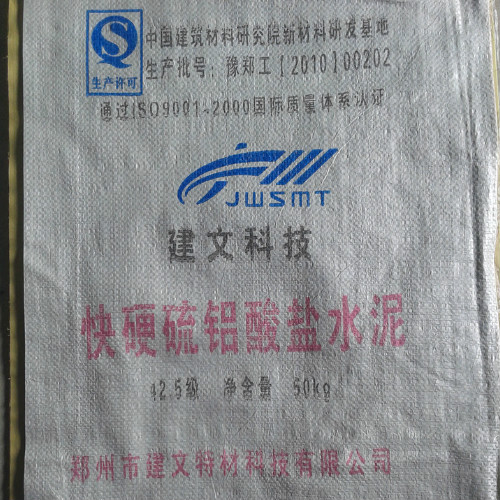 生产许可
中国建筑材料研究院新材料研发基地
生产批号：豫郑工【2010】00202
通过ISO9001-2000国际质量体系认证
JWSMT
建文科技
快硬硫铝酸盐水泥
42.5级 净含量 50kg
郑州市建文特材科技有限公司